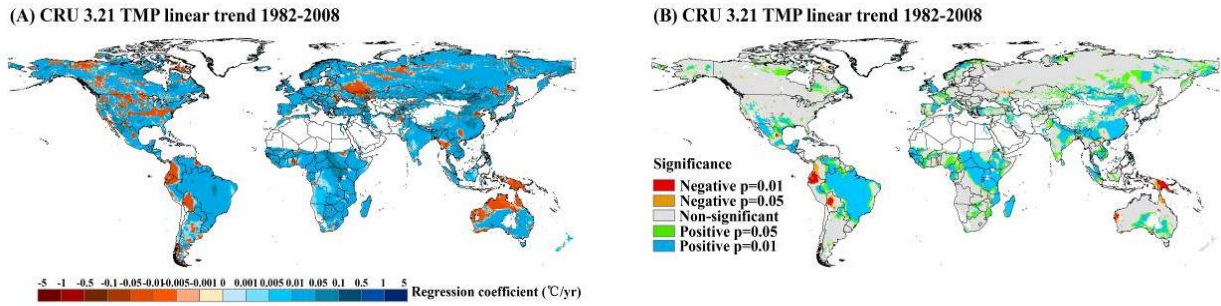 (A) CRU 3.21 TMP linear trend 1982-2008
(B) CRU 3.21 TMP linear trend 1982-2008
Significance
Negative p=0.01
Negative p=0.05
Non-significant
Positive p=0.05
Positive p=0.01
-5 -1 -0.5 -0.1 -0.05 -0.01 -0.005 -0.001 0 0.001 0.005 0.01 0.05 0.1 0.5 1 5 Regression coefficient (℃/yr)